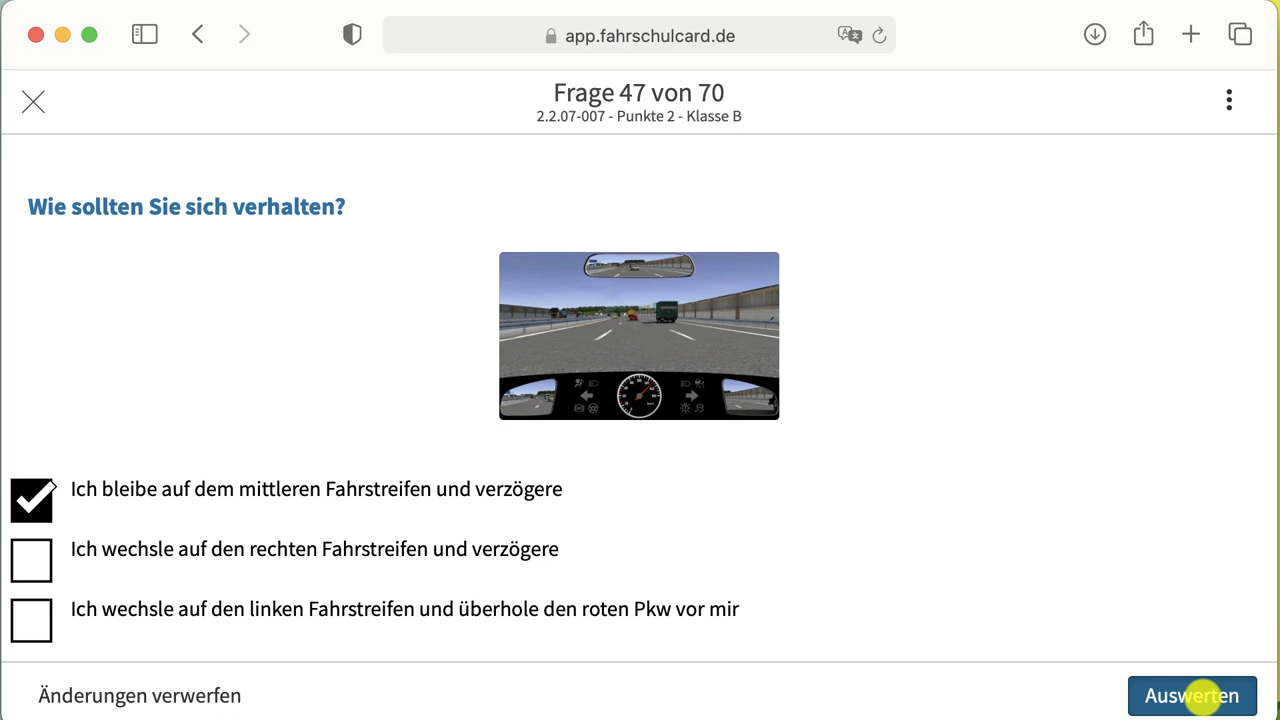 app.fahrschulcard.de
Frage 47 von 70
2.2.07-007 - Punkte 2 - Klasse B
Wie sollten Sie sich verhalten?
Ich bleibe auf dem mittleren Fahrstreifen und verzögere
Ich wechsle auf den rechten Fahrstreifen und verzögere
Ich wechsle auf den linken Fahrstreifen und überhole den roten Pkw vor mir
Änderungen verwerfen
Auswerten